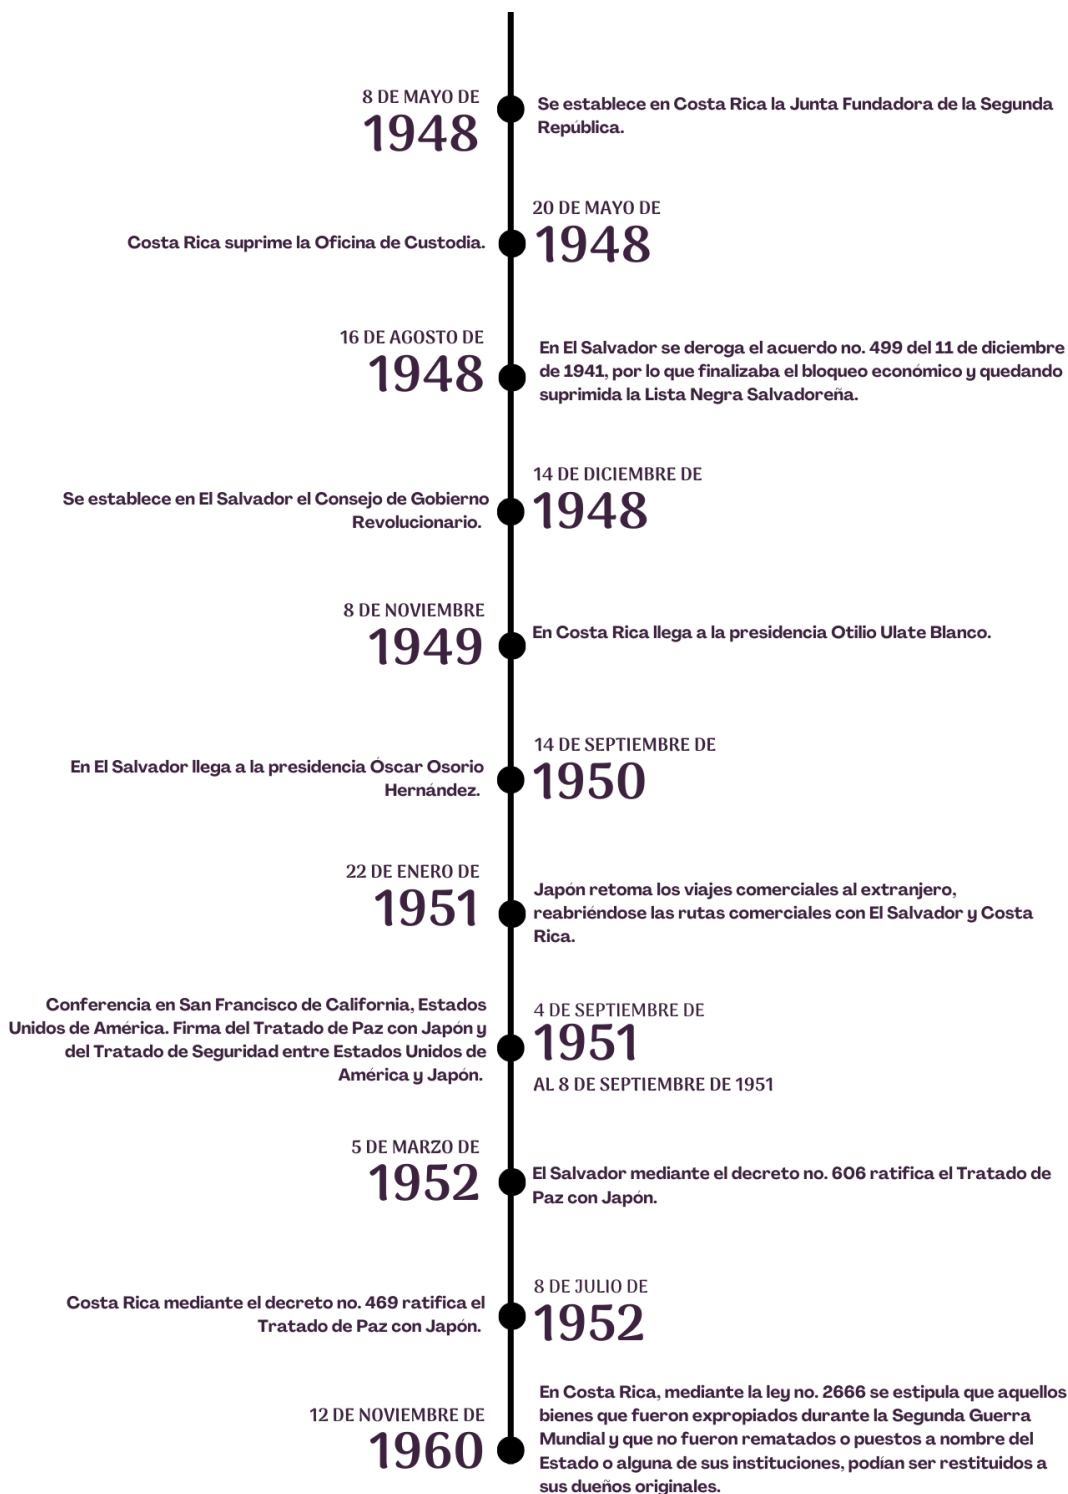 8 DE MAYO DE
1948
Se establece en Costa Rica la Junta Fundadora de la Segunda
República.
20 DE MAYO DE
1948
Costa Rica suprime la Oficina de Custodia.
16 DE AGOSTO DE
1948
En El Salvador se deroga el acuerdo no. 499 del 11 de diciembre
de 1941, por lo que finalizaba el bloqueo económico y quedando
suprimida la Lista Negra Salvadoreña.
14 DE DICIEMBRE DE
1948
Se establece en El Salvador el Consejo de Gobierno
Revolucionario.
8 DE NOVIEMBRE
1949
En Costa Rica llega a la presidencia Otilio Ulate Blanco.
14 DE SEPTIEMBRE DE
1950
En El Salvador llega a la presidencia Óscar Osorio
Hernández.
22 DE ENERO DE
1951
Japón retoma los viajes comerciales al extranjero,
reabriéndose las rutas comerciales con El Salvador y Costa
Rica.
4 DE SEPTIEMBRE DE
1951
AL 8 DE SEPTIEMBRE DE 1951
Conferencia en San Francisco de California, Estados
Unidos de América. Firma del Tratado de Paz con Japón y
del Tratado de Seguridad entre Estados Unidos de
América y Japón.
5 DE MARZO DE
1952
El Salvador mediante el decreto no. 606 ratifica el Tratado de
Paz con Japón.
8 DE JULIO DE
1952
Costa Rica mediante el decreto no. 469 ratifica el
Tratado de Paz con Japón.
12 DE NOVIEMBRE DE
1960
En Costa Rica, mediante la ley no. 2666 se estipula que aquellos
bienes que fueron expropiados durante la Segunda Guerra
Mundial y que no fueron rematados o puestos a nombre del
Estado o alguna de sus instituciones, podían ser restituidos a
sus dueños originales.